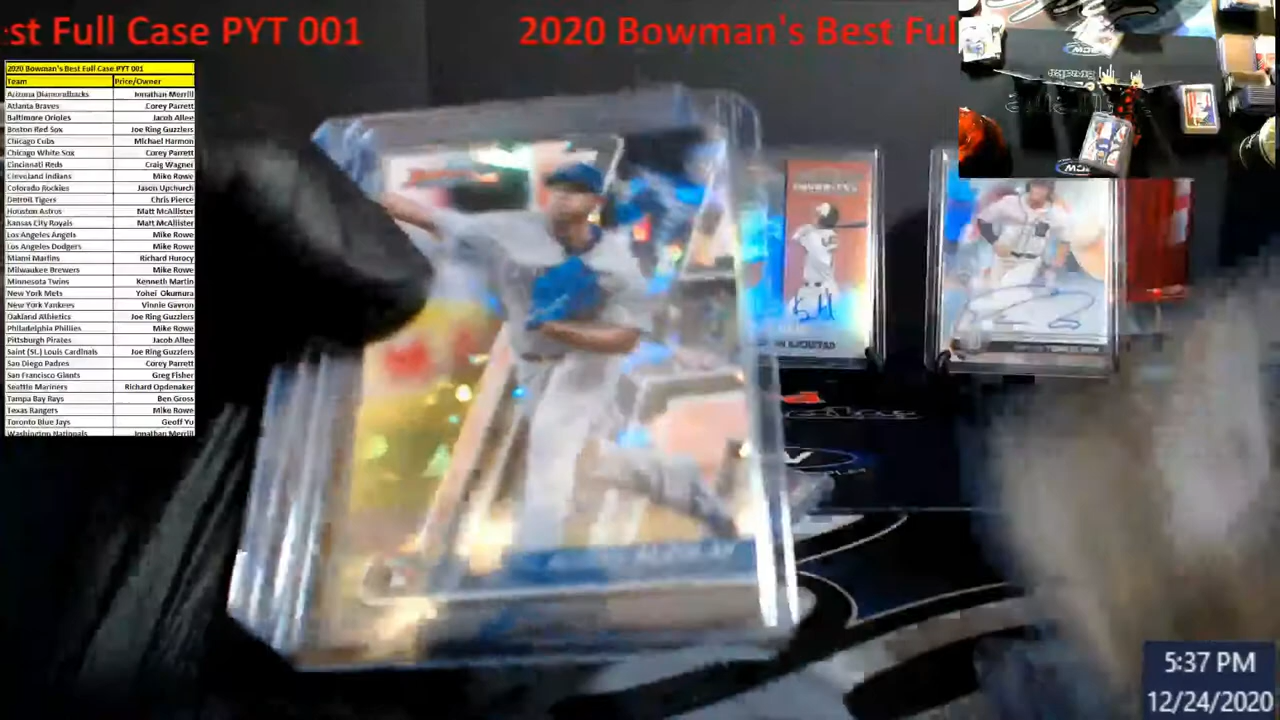 st Full Case PYT 001
2020 Bowman's Best Ful
2020 Bowman's Best Full Case PYT 001
Team Price/Owner
Arizona Diamondbacks Jonathan Merrill
Atlanta Braves Corey Parrett
Baltimore Orioles Jacob Allee
Boston Red Sox Joe Ring Guzzlers
Chicago Cubs Michael Harmon
Chicago White Sox Corey Parrett
Cincinnati Reds Craig Wagner
Cleveland Indians Mike Rowe
Colorado Rockies Jason Upchurch
Detroit Tigers Chris Pierce
Houston Astros Matt McAllister
Kansas City Royals Matt McAllister
Los Angeles Angels Mike Rowe
Los Angeles Dodgers Mike Rowe
Miami Marlins Richard Hurocy
Milwaukee Brewers Mike Rowe
Minnesota Twins Kenneth Martin
New York Mets Yohei Okumura
New York Yankees Vinnie Gavron
Oakland Athletics Joe Ring Guzzlers
Philadelphia Phillies Mike Rowe
Pittsburgh Pirates Jacob Allee
Saint (St.) Louis Cardinals Joe Ring Guzzlers
San Diego Padres Corey Parrett
San Francisco Giants Greg Fisher
Seattle Mariners Richard Opdenaker
Tampa Bay Rays Ben Gross
Texas Rangers Mike Rowe
Toronto Blue Jays Geoff Yu
Washington Nationals Jonathan Merrill
5:37 PM
12/24/2020